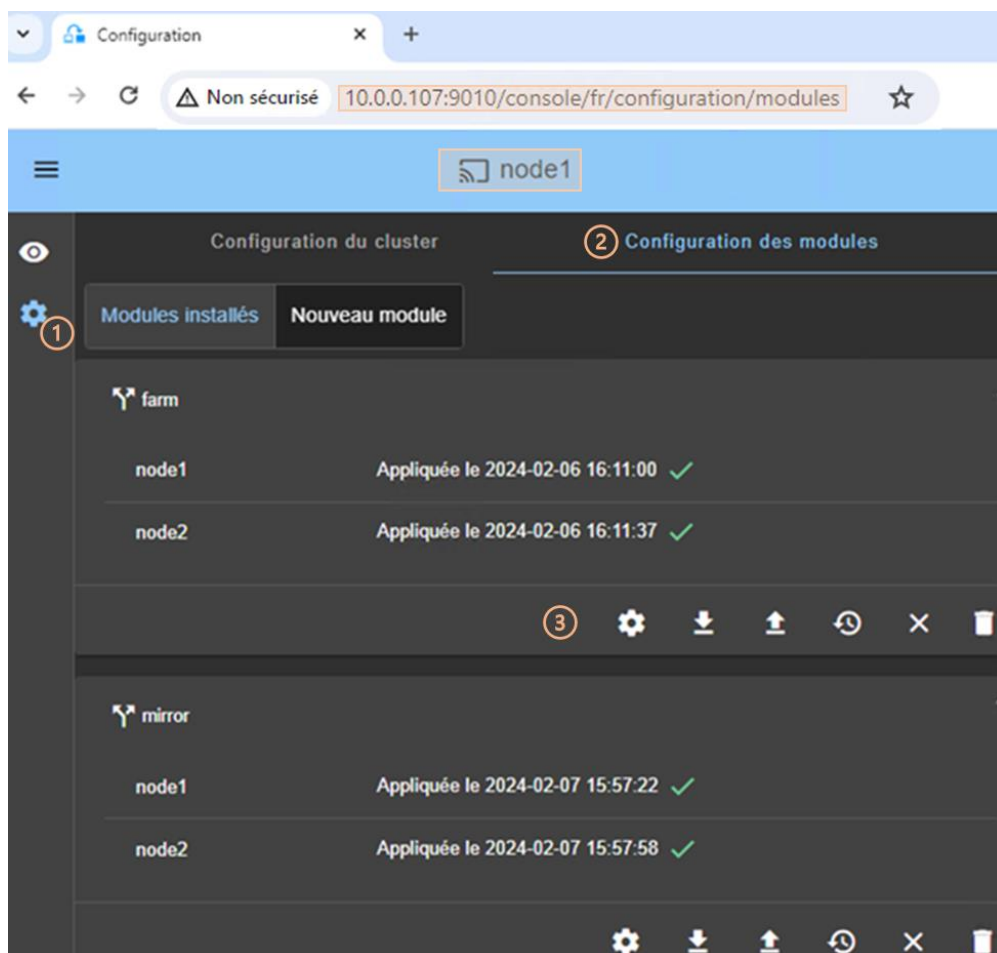 Configuration
Non sécurisé 10.0.0.107:9010/console/fr/configuration/modules
node1
Configuration du cluster 2 Configuration des modules
1 Modules installés Nouveau module
farm
node1 Appliquée le 2024-02-06 16:11:00
node2 Appliquée le 2024-02-06 16:11:37
3
mirror
node1 Appliquée le 2024-02-07 15:57:22
node2 Appliquée le 2024-02-07 15:57:58